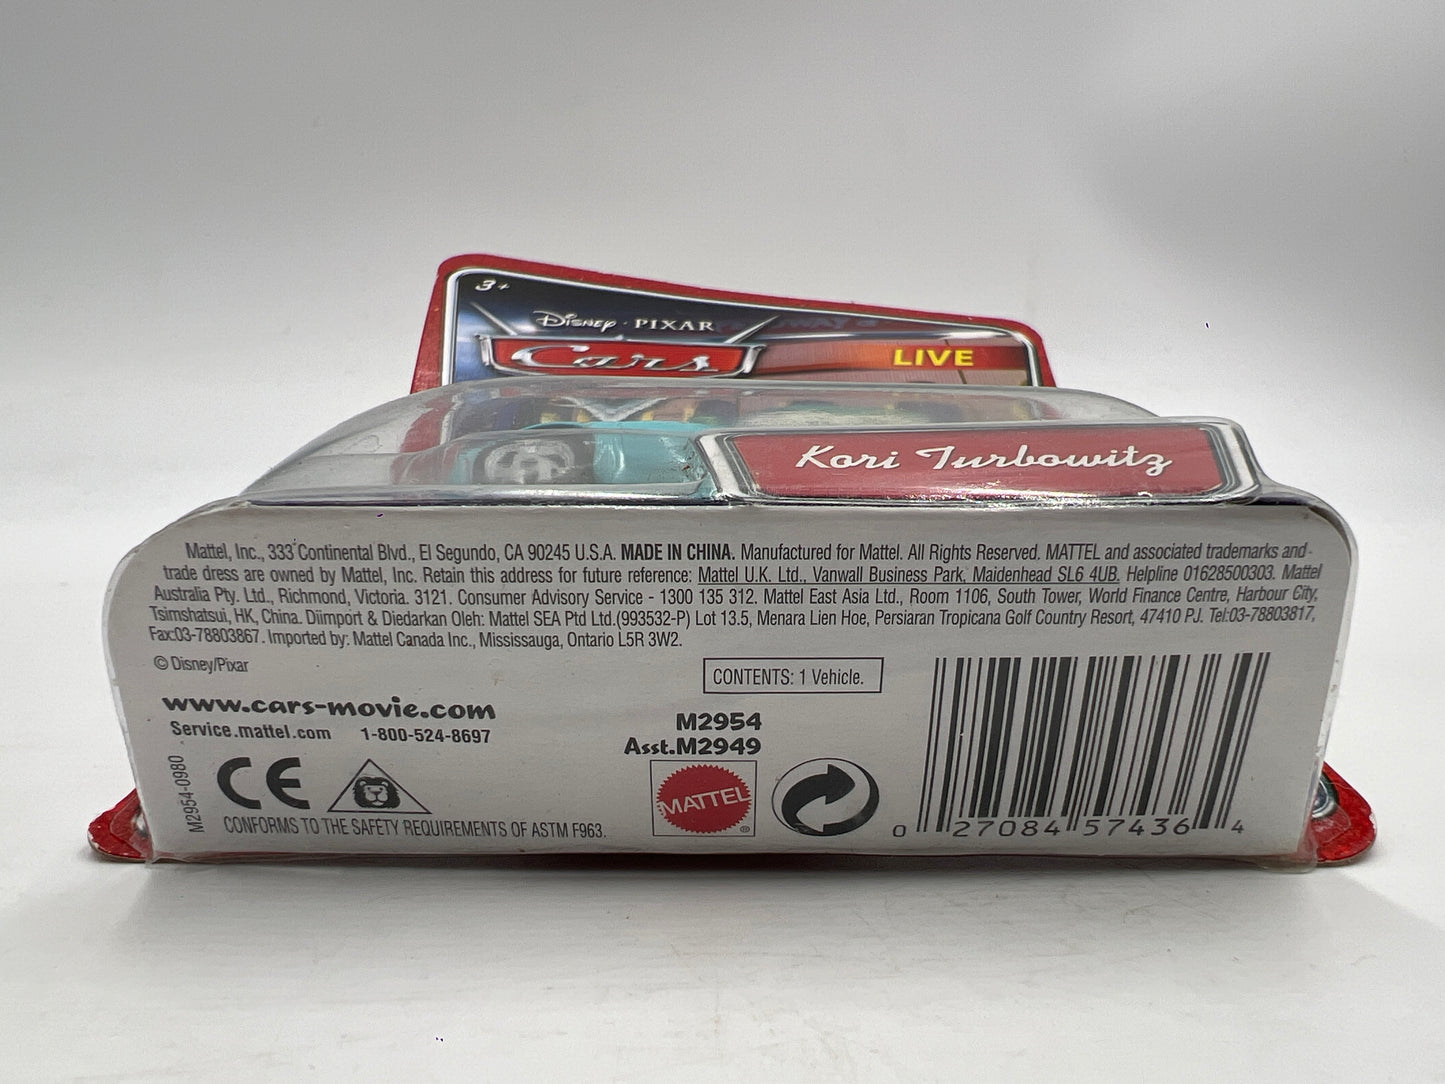 3+
Disney · PIXAR
Cars
LIVE
Kori Turbowitz
Mattel, Inc., 333 Continental Blvd., El Segundo, CA 90245 U.S.A. MADE IN CHINA. Manufactured for Mattel. All Rights Reserved. MATTEL and associated trademarks and
trade dress are owned by Mattel, Inc. Retain this address for future reference: Mattel U.K. Ltd., Vanwall Business Park, Maidenhead SL6 4UB. Helpline 01628500303. Mattel
Australia Pty. Ltd., Richmond, Victoria. 3121. Consumer Advisory Service - 1300 135 312. Mattel East Asia Ltd., Room 1106, South Tower, World Finance Centre, Harbour City,
Tsimshatsui, HK, China. Diimport & Diedarkan Oleh: Mattel SEA Ptd Ltd.(993532-P) Lot 13.5, Menara Lien Hoe, Persiaran Tropicana Golf Country Resort, 47410 PJ. Tel:03-78803817,
Fax:03-78803867. Imported by: Mattel Canada Inc., Mississauga, Ontario L5R 3W2.
© Disney/Pixar
CONTENTS: 1 Vehicle.
www.cars-movie.com
Service.mattel.com 1-800-524-8697
M2954
Asst.M2949
M2954-0980
CE
MATTEL
®
CONFORMS TO THE SAFETY REQUIREMENTS OF ASTM F963.
0 27084 57436 4